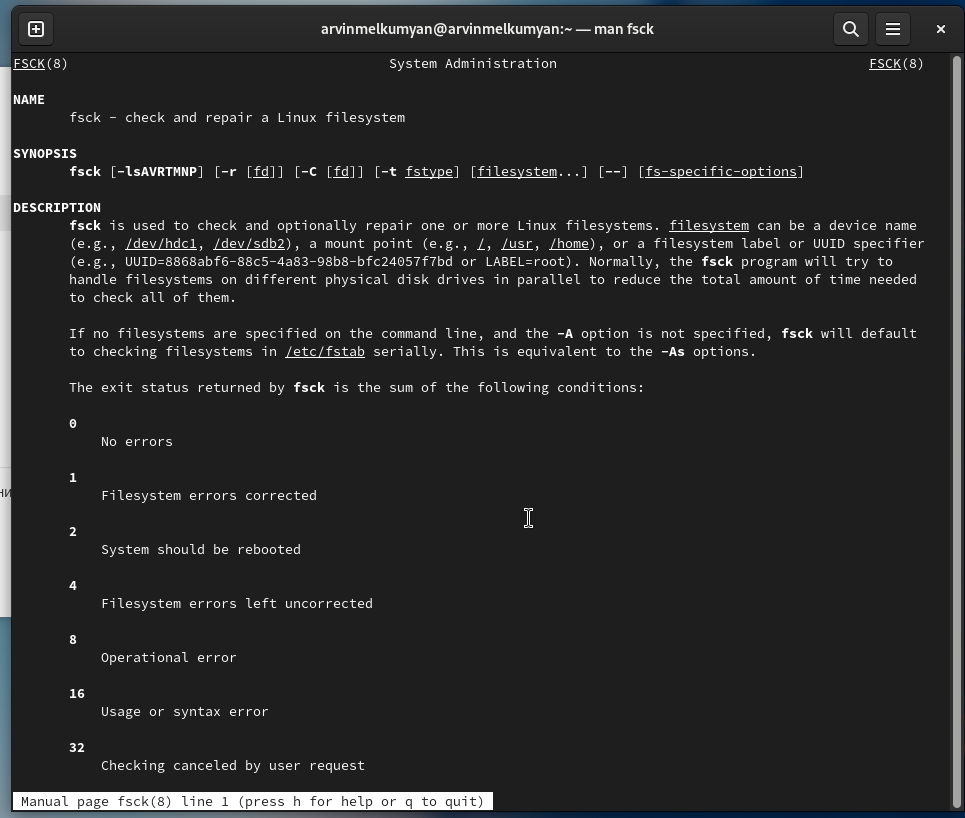 arvinmelkumyan@arvinmelkumyan:~ — man fsck
FSCK(8) System Administration FSCK(8)
NAME
fsck - check and repair a Linux filesystem
SYNOPSIS
fsck [-lsAVRTMNP] [-r [fd]] [-C [fd]] [-t fstype] [filesystem...] [--] [fs-specific-options]
DESCRIPTION
fsck is used to check and optionally repair one or more Linux filesystems. filesystem can be a device name
(e.g., /dev/hdc1, /dev/sdb2), a mount point (e.g., /, /usr, /home), or a filesystem label or UUID specifier
(e.g., UUID=8868abf6-88c5-4a83-98b8-bfc24057f7bd or LABEL=root). Normally, the fsck program will try to
handle filesystems on different physical disk drives in parallel to reduce the total amount of time needed
to check all of them.
If no filesystems are specified on the command line, and the -A option is not specified, fsck will default
to checking filesystems in /etc/fstab serially. This is equivalent to the -As options.
The exit status returned by fsck is the sum of the following conditions:
0
No errors
1
Filesystem errors corrected
2
System should be rebooted
4
Filesystem errors left uncorrected
8
Operational error
16
Usage or syntax error
32
Checking canceled by user request
Manual page fsck(8) line 1 (press h for help or q to quit)